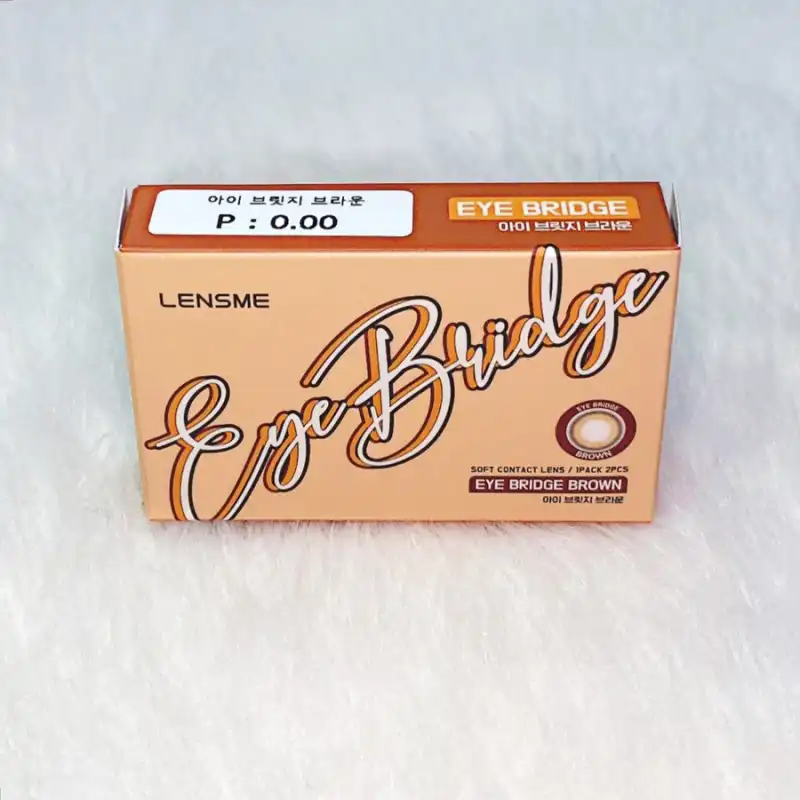 아이 브릿지 브라운
P : 0.00
EYE BRIDGE
아이 브릿지 브라운
LENSME
Eye Bridge
EYE BRIDGE
BROWN
SOFT CONTACT LENS / 1PACK 2PCS
EYE BRIDGE BROWN
아이 브릿지 브라운